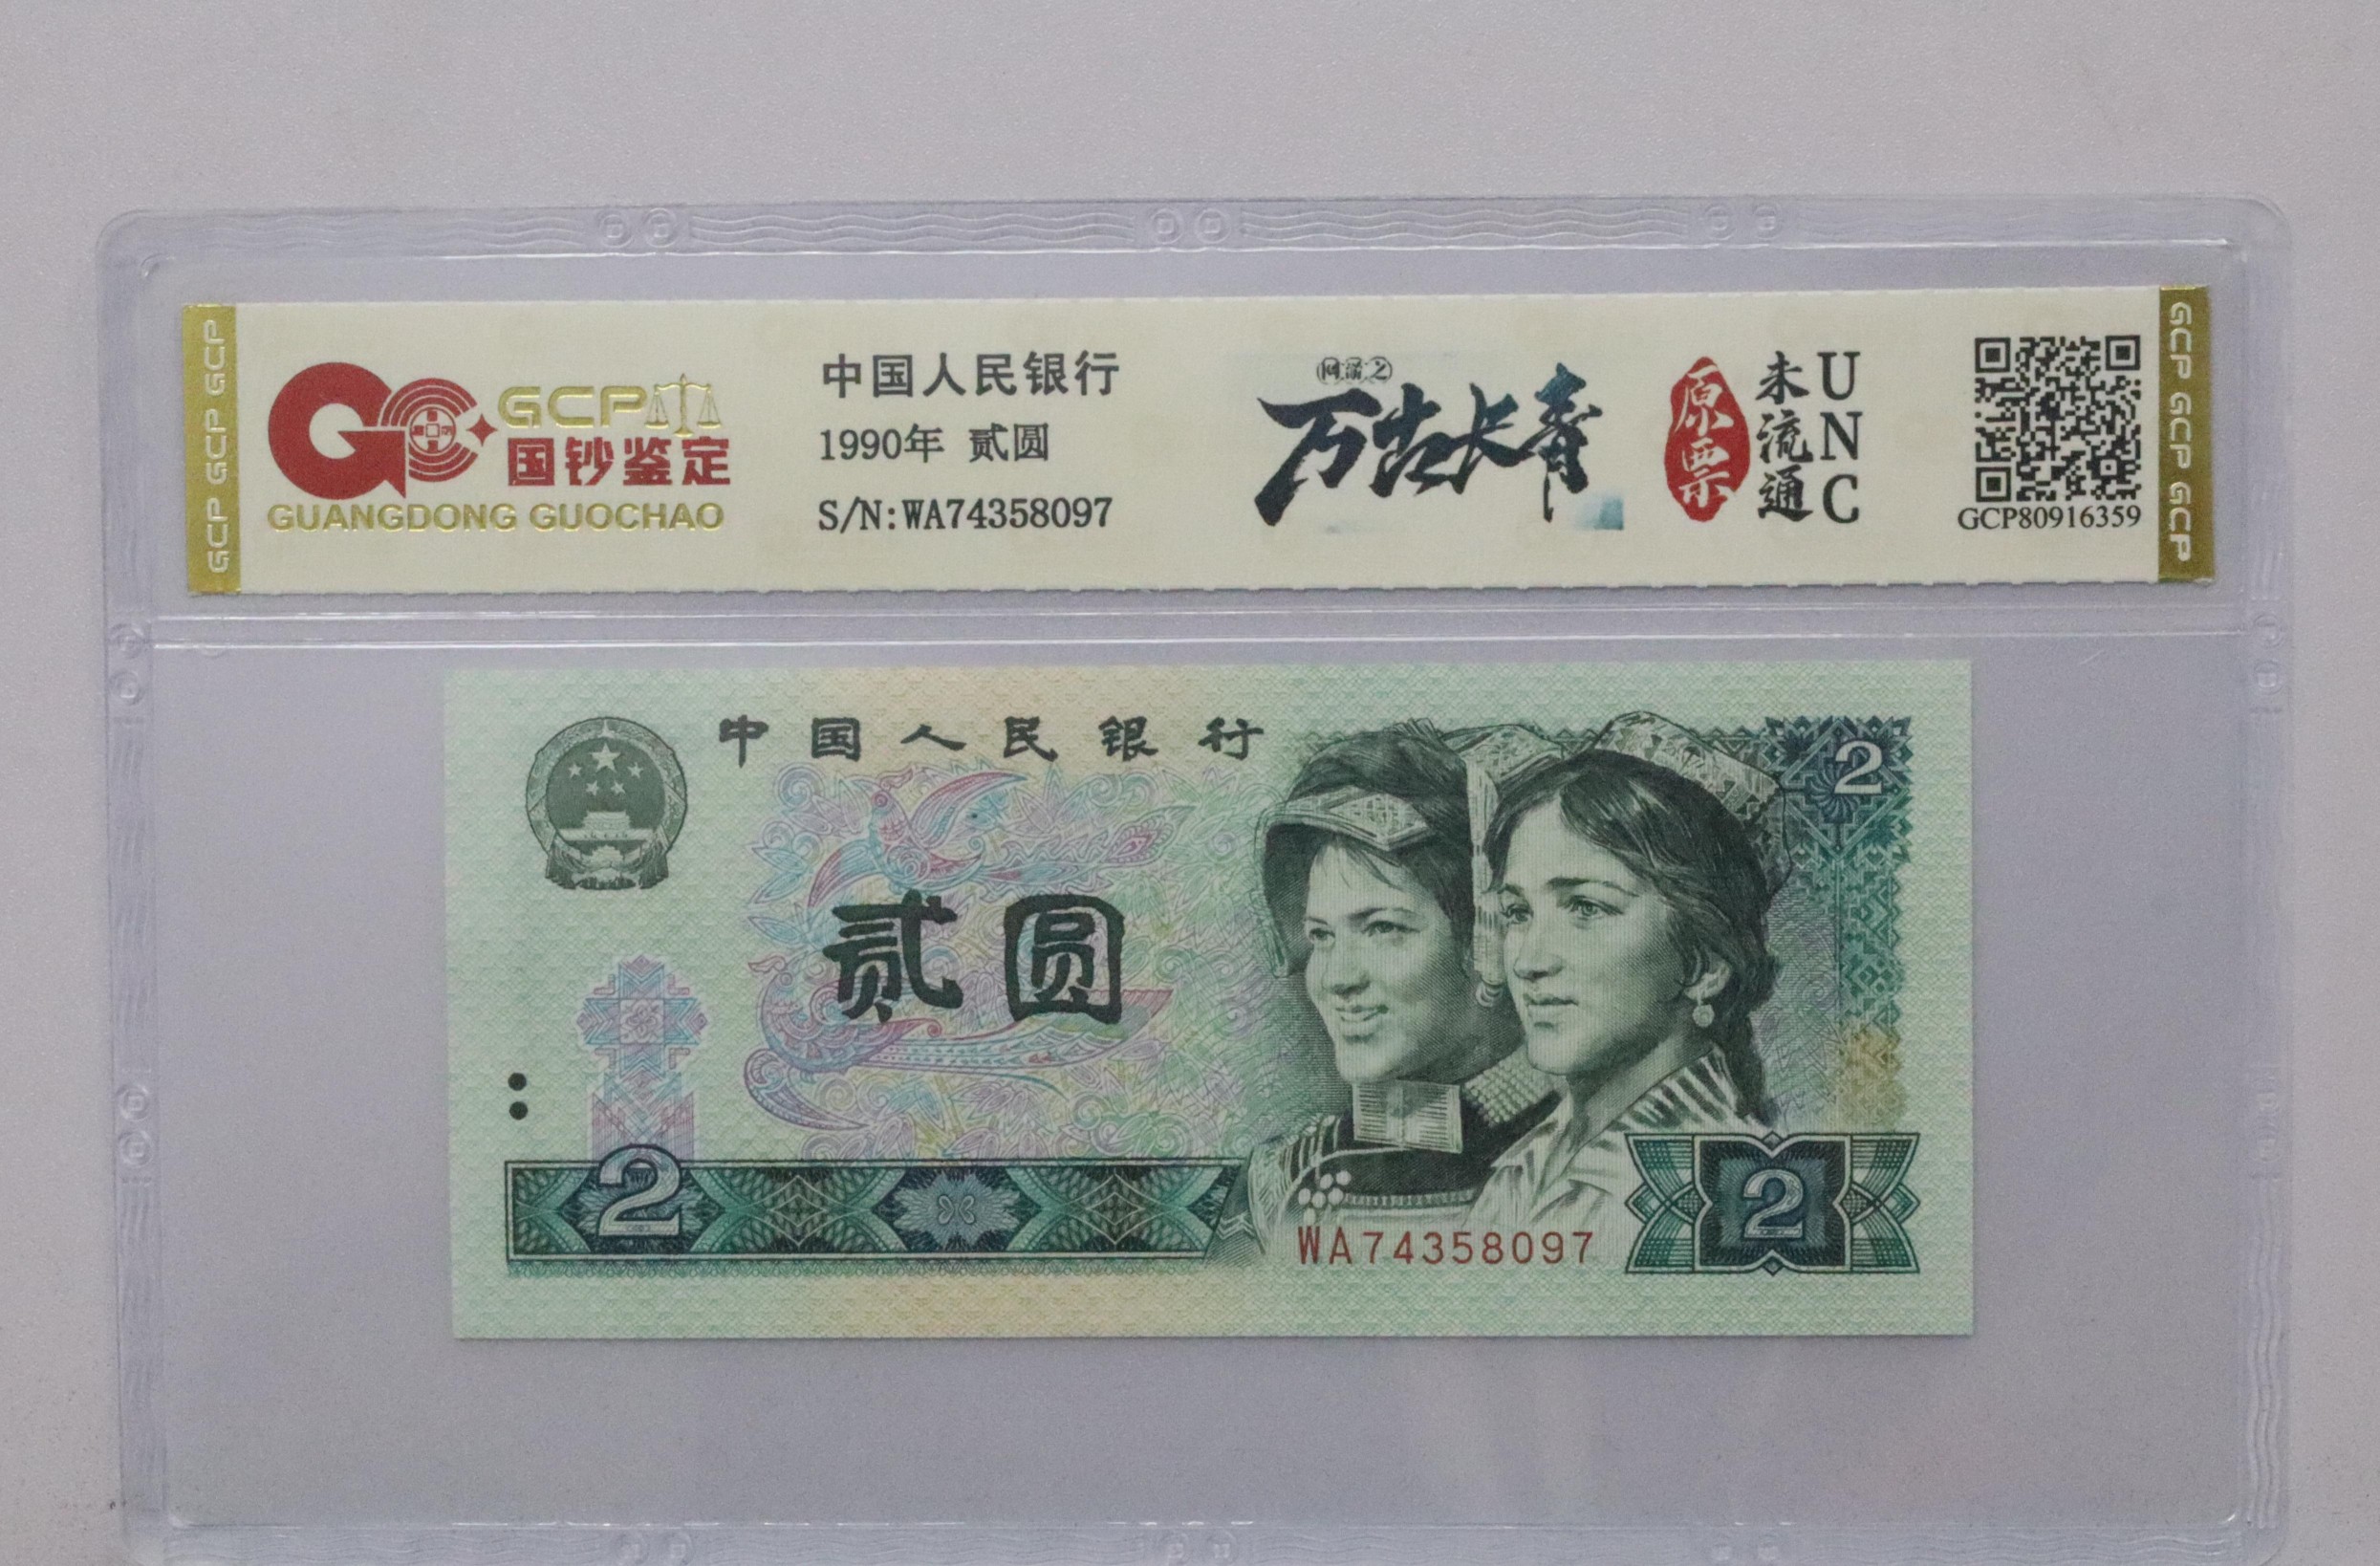 GCP GCP GCP
GCP
国钞鉴定
GUANGDONG GUOCHAO
中国人民银行
1990年 贰圆
S/N:WA74358097
万古长青
原票
未流通
UNC
GCP80916359
GCP GCP GCP
中国人民银行
2
贰圆
2
WA74358097
2